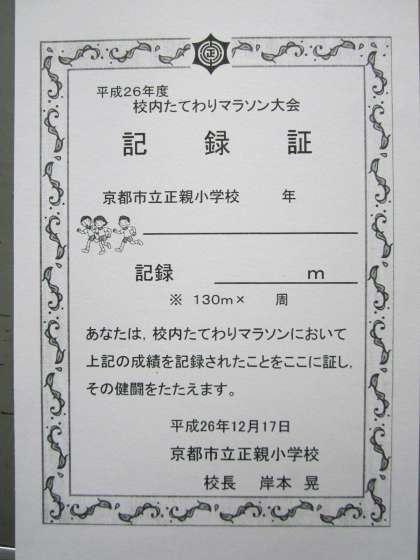 正
平成26年度
校内たてわりマラソン大会
記録証
京都市立正親小学校　年
記録　m
※ 130m×　周
あなたは，校内たてわりマラソンにおいて
上記の成績を記録されたことをここに証し，
その健闘をたたえます。
平成26年12月17日
京都市立正親小学校
校長　岸本 晃